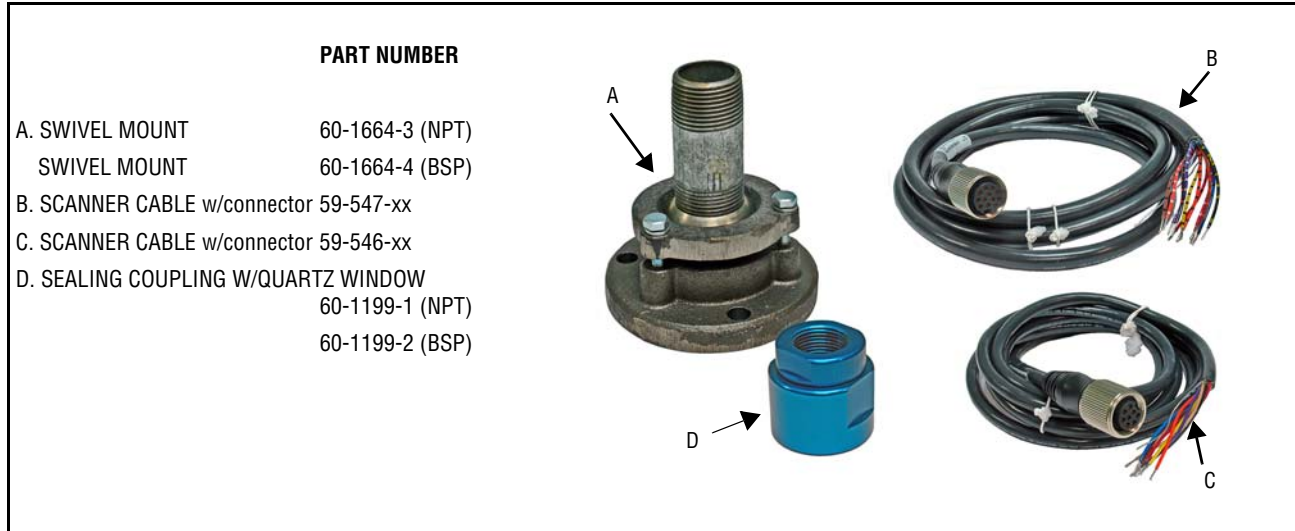 PART NUMBER
A. SWIVEL MOUNT 60-1664-3 (NPT)
SWIVEL MOUNT 60-1664-4 (BSP)
B. SCANNER CABLE w/connector 59-547-xx
C. SCANNER CABLE w/connector 59-546-xx
D. SEALING COUPLING W/QUARTZ WINDOW
60-1199-1 (NPT)
60-1199-2 (BSP)
A
B
D
C